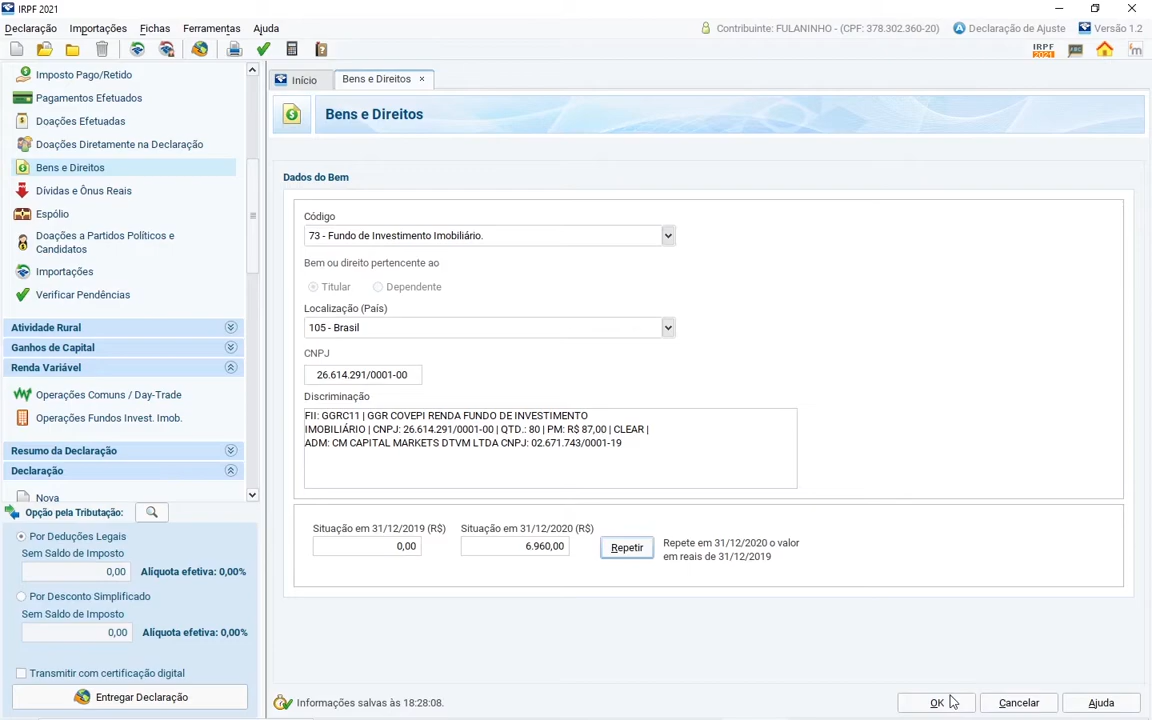 IRPF 2021
Declaração Importações Fichas Ferramentas Ajuda
Contribuinte: FULANINHO - (CPF: 378.302.360-20) Declaração de Ajuste Versão 1.2
IRPF
2021
Imposto Pago/Retido
Pagamentos Efetuados
Doações Efetuadas
Doações Diretamente na Declaração
Bens e Direitos
Dívidas e Ônus Reais
Espólio
Doações a Partidos Políticos e
Candidatos
Importações
Verificar Pendências
Atividade Rural
Ganhos de Capital
Renda Variável
Operações Comuns / Day-Trade
Operações Fundos Invest. Imob.
Resumo da Declaração
Declaração
Nova
Opção pela Tributação:
Por Deduções Legais
Sem Saldo de Imposto
0,00 Alíquota efetiva: 0,00%
Por Desconto Simplificado
Sem Saldo de Imposto
0,00 Alíquota efetiva: 0,00%
Transmitir com certificação digital
Entregar Declaração
Início Bens e Direitos ×
Bens e Direitos
Dados do Bem
Código
73 - Fundo de Investimento Imobiliário.
Bem ou direito pertencente ao
Titular Dependente
Localização (País)
105 - Brasil
CNPJ
26.614.291/0001-00
Discriminação
FII: GGRC11 | GGR COVEPI RENDA FUNDO DE INVESTIMENTO
IMOBILIÁRIO | CNPJ: 26.614.291/0001-00 | QTD.: 80 | PM: R$ 87,00 | CLEAR |
ADM: CM CAPITAL MARKETS DTVM LTDA CNPJ: 02.671.743/0001-19
Situação em 31/12/2019 (R$) Situação em 31/12/2020 (R$)
0,00 6.960,00 Repetir
Repete em 31/12/2020 o valor
em reais de 31/12/2019
Informações salvas às 18:28:08.
OK Cancelar Ajuda